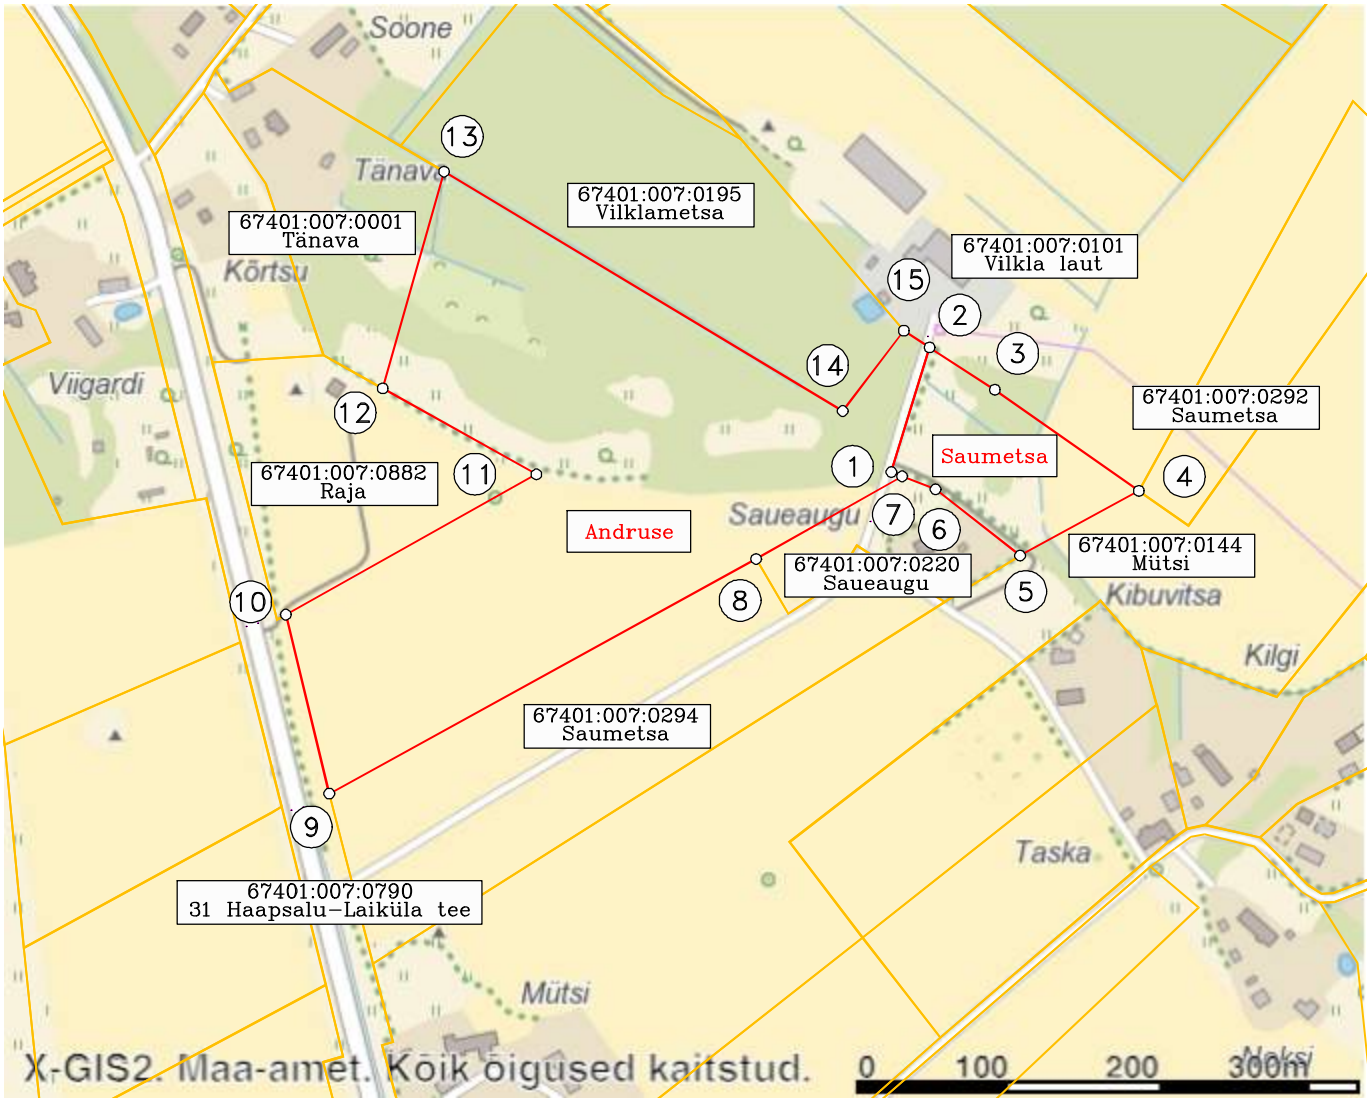 Soone
13
Tänava
67401:007:0195
Vilklametsa
67401:007:0001
Tänava
67401:007:0101
Vilkla laut
Kõrtsu
15
2
3
14
Viigardi
12
67401:007:0292
Saumetsa
1
Saumetsa
11
67401:007:0882
Raja
4
Saueaugu
7
6
Andruse
67401:007:0144
Mütsi
67401:007:0220
Saueaugu
10
8
5
Kibuvitsa
Kilgi
67401:007:0294
Saumetsa
9
Taska
67401:007:0790
31 Haapsalu-Laiküla tee
Mütsi
X-GIS2. Maa-amet. Kõik õigused kaitstud.
0 100 200 300m
Noksi